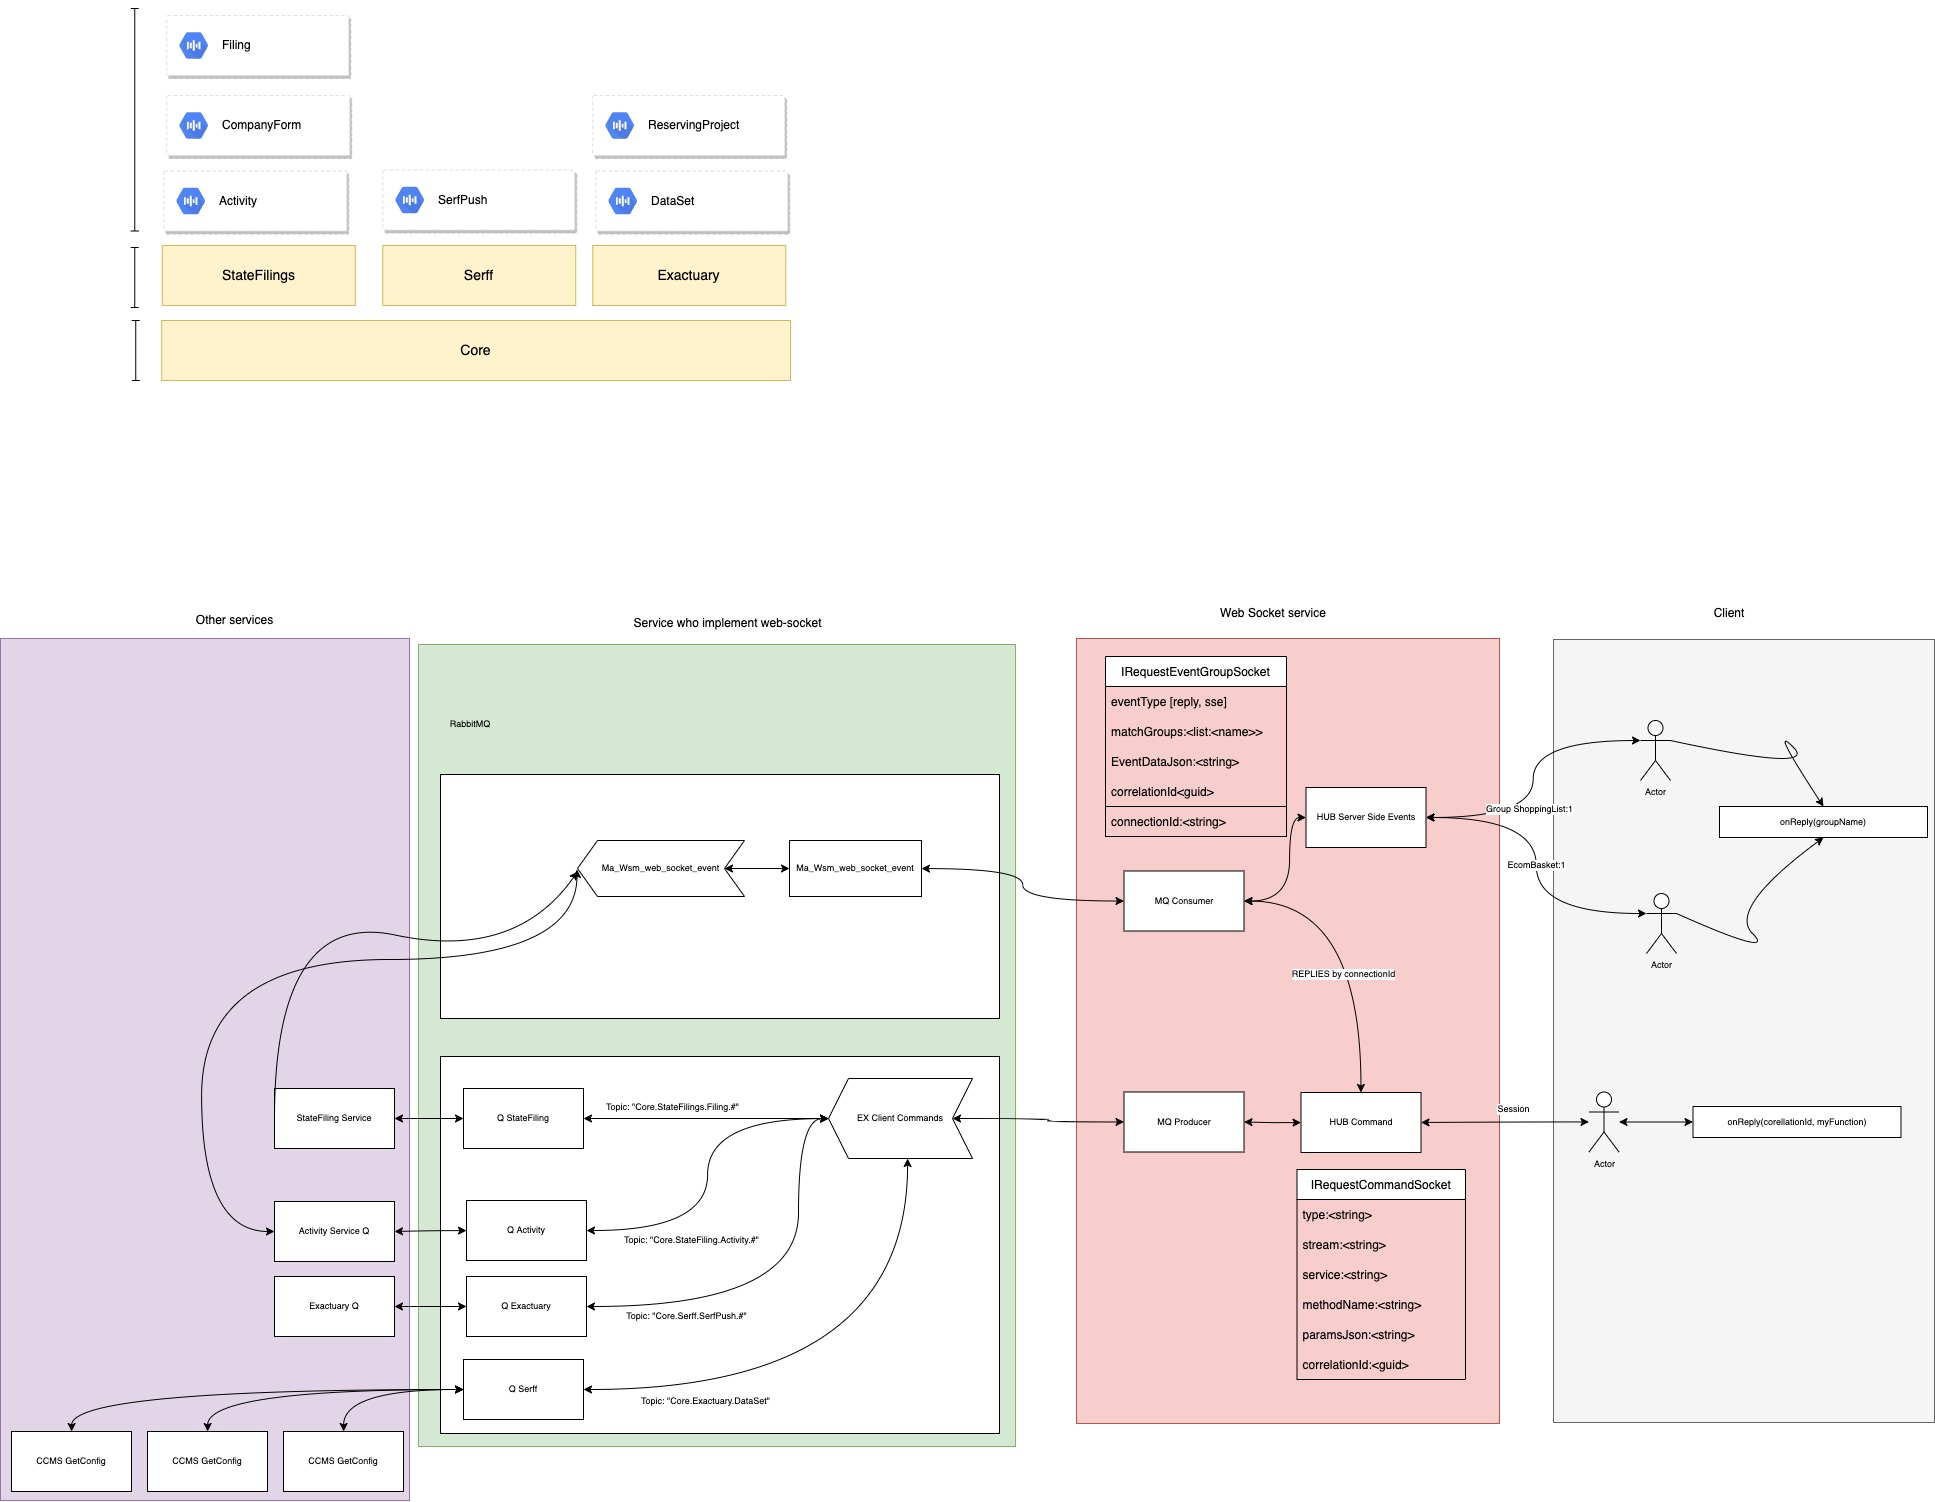 Filing
CompanyForm
ReservingProject
Activity
SerfPush
DataSet
StateFilings
Serff
Exactuary
Core
Other services
Service who implement web-socket
Web Socket service
Client
RabbitMQ
Ma_Wsm_web_socket_event
Ma_Wsm_web_socket_event
StateFiling Service
Q StateFiling
Topic: "Core.StateFilings.Filing.#"
EX Client Commands
Activity Service Q
Q Activity
Topic: "Core.StateFiling.Activity.#"
Exactuary Q
Q Exactuary
Topic: "Core.Serff.SerfPush.#"
Q Serff
Topic: "Core.Exactuary.DataSet"
CCMS GetConfig
CCMS GetConfig
CCMS GetConfig
IRequestEventGroupSocket
eventType [reply, sse]
matchGroups:<list:<name>>
EventDataJson:<string>
correlationId<guid>
connectionId:<string>
HUB Server Side Events
MQ Consumer
REPLIES by connectionId
MQ Producer
HUB Command
IRequestCommandSocket
type:<string>
stream:<string>
service:<string>
methodName:<string>
paramsJson:<string>
correlationId:<guid>
Group ShoppingList:1
EcomBasket:1
Session
Actor
onReply(groupName)
Actor
Actor
onReply(corellationId, myFunction)